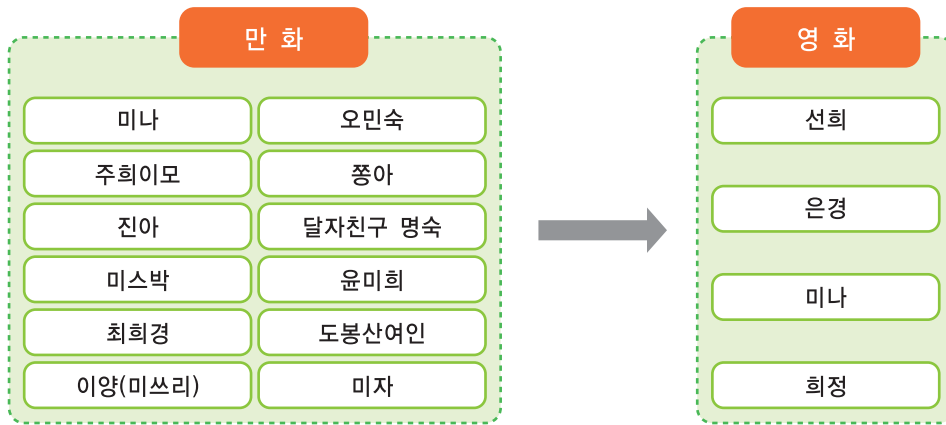 만 화
미나
오민숙
주희이모
쫑아
진아
달자친구 명숙
미스박
윤미희
최희경
도봉산여인
이양(미쓰리)
미자
영 화
선희
은경
미나
희정